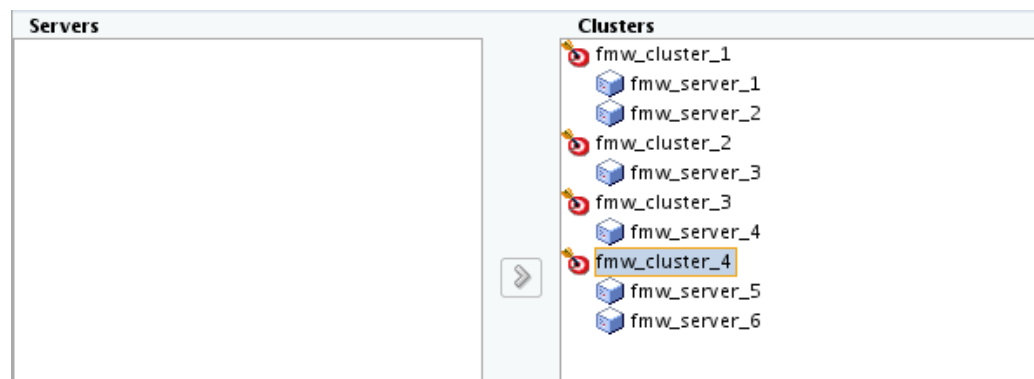 Servers
Clusters
fmw_cluster_1
fmw_server_1
fmw_server_2
fmw_cluster_2
fmw_server_3
fmw_cluster_3
fmw_server_4
fmw_cluster_4
fmw_server_5
fmw_server_6